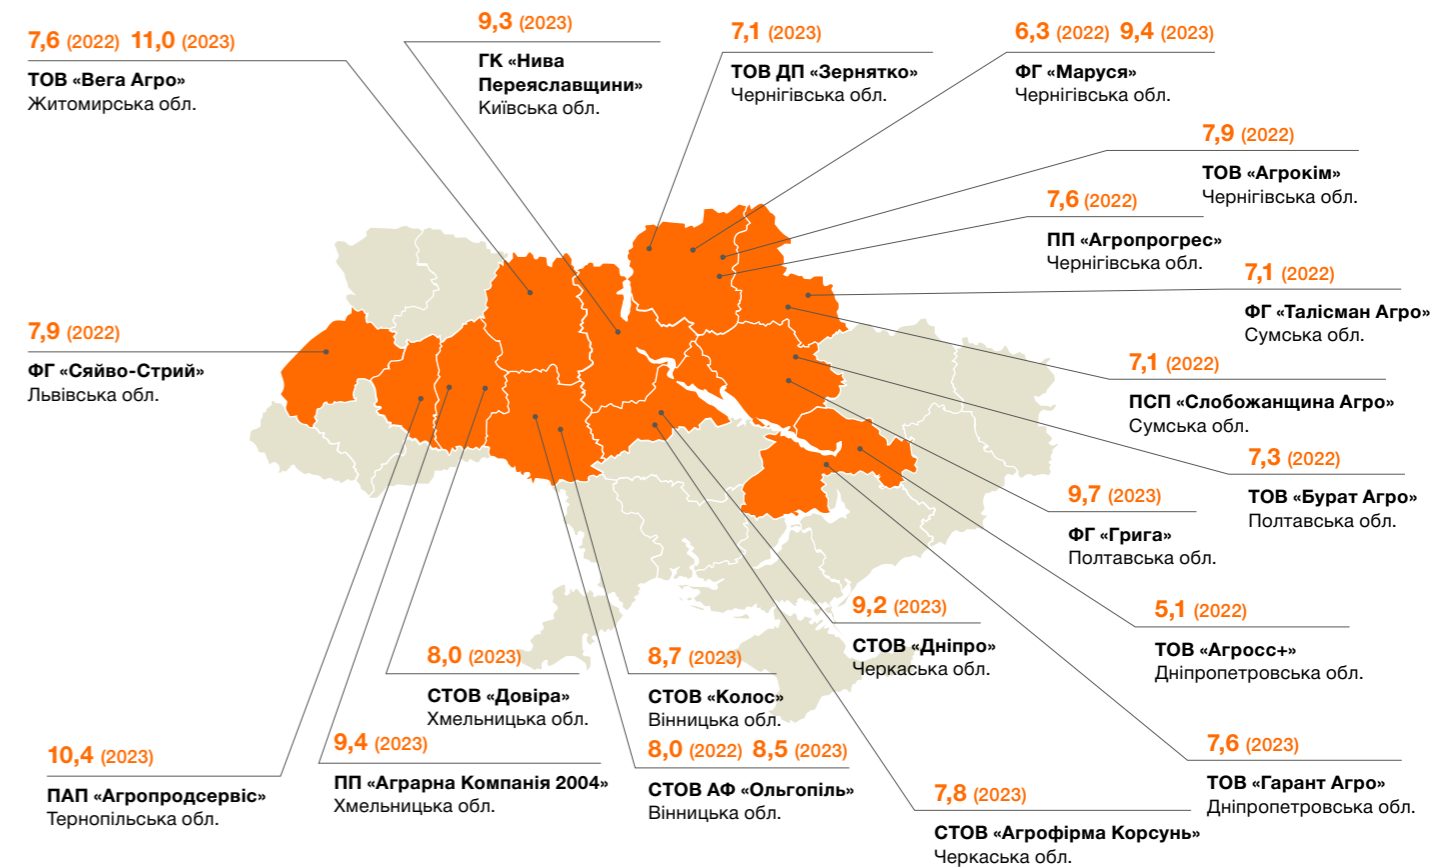 7,6 (2022) 11,0 (2023)
ТОВ «Вега Агро»
Житомирська обл.
9,3 (2023)
ГК «Нива
Переяславщини»
Київська обл.
7,1 (2023)
ТОВ ДП «Зернятко»
Чернігівська обл.
6,3 (2022) 9,4 (2023)
ФГ «Маруся»
Чернігівська обл.
7,9 (2022)
ТОВ «Агрокім»
Чернігівська обл.
7,6 (2022)
ПП «Агропрогрес»
Чернігівська обл.
7,1 (2022)
ФГ «Талісман Агро»
Сумська обл.
7,9 (2022)
ФГ «Сяйво-Стрий»
Львівська обл.
7,1 (2022)
ПСП «Слобожанщина Агро»
Сумська обл.
7,3 (2022)
ТОВ «Бурат Агро»
Полтавська обл.
9,7 (2023)
ФГ «Грига»
Полтавська обл.
5,1 (2022)
ТОВ «Агросс+»
Дніпропетровська обл.
9,2 (2023)
СТОВ «Дніпро»
Черкаська обл.
8,0 (2023)
СТОВ «Довіра»
Хмельницька обл.
8,7 (2023)
СТОВ «Колос»
Вінницька обл.
10,4 (2023)
ПАП «Агропродсервіс»
Тернопільська обл.
9,4 (2023)
ПП «Аграрна Компанія 2004»
Хмельницька обл.
8,0 (2022) 8,5 (2023)
СТОВ АФ «Ольгопіль»
Вінницька обл.
7,8 (2023)
СТОВ «Агрофірма Корсунь»
Черкаська обл.
7,6 (2023)
ТОВ «Гарант Агро»
Дніпропетровська обл.